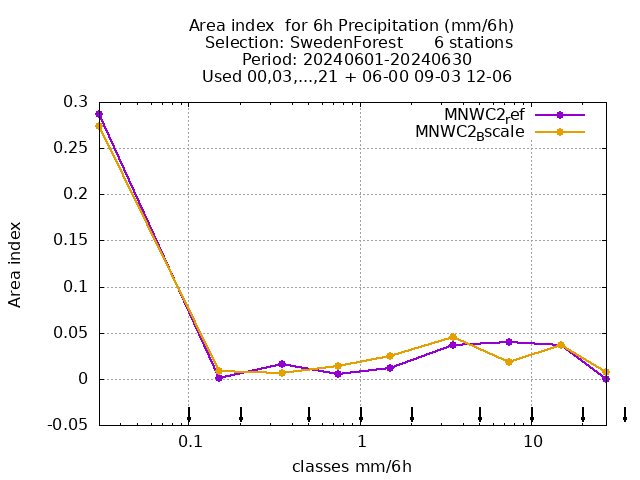 Area index  for 6h Precipitation (mm/6h)
Selection: SwedenForest      6 stations
Period: 20240601-20240630
Used 00,03,...,21 + 06-00 09-03 12-06
MNWC2ref
MNWC2Bscale
0.3
0.25
0.2
0.15
0.1
0.05
0
-0.05
Area index
0.1
1
10
classes mm/6h